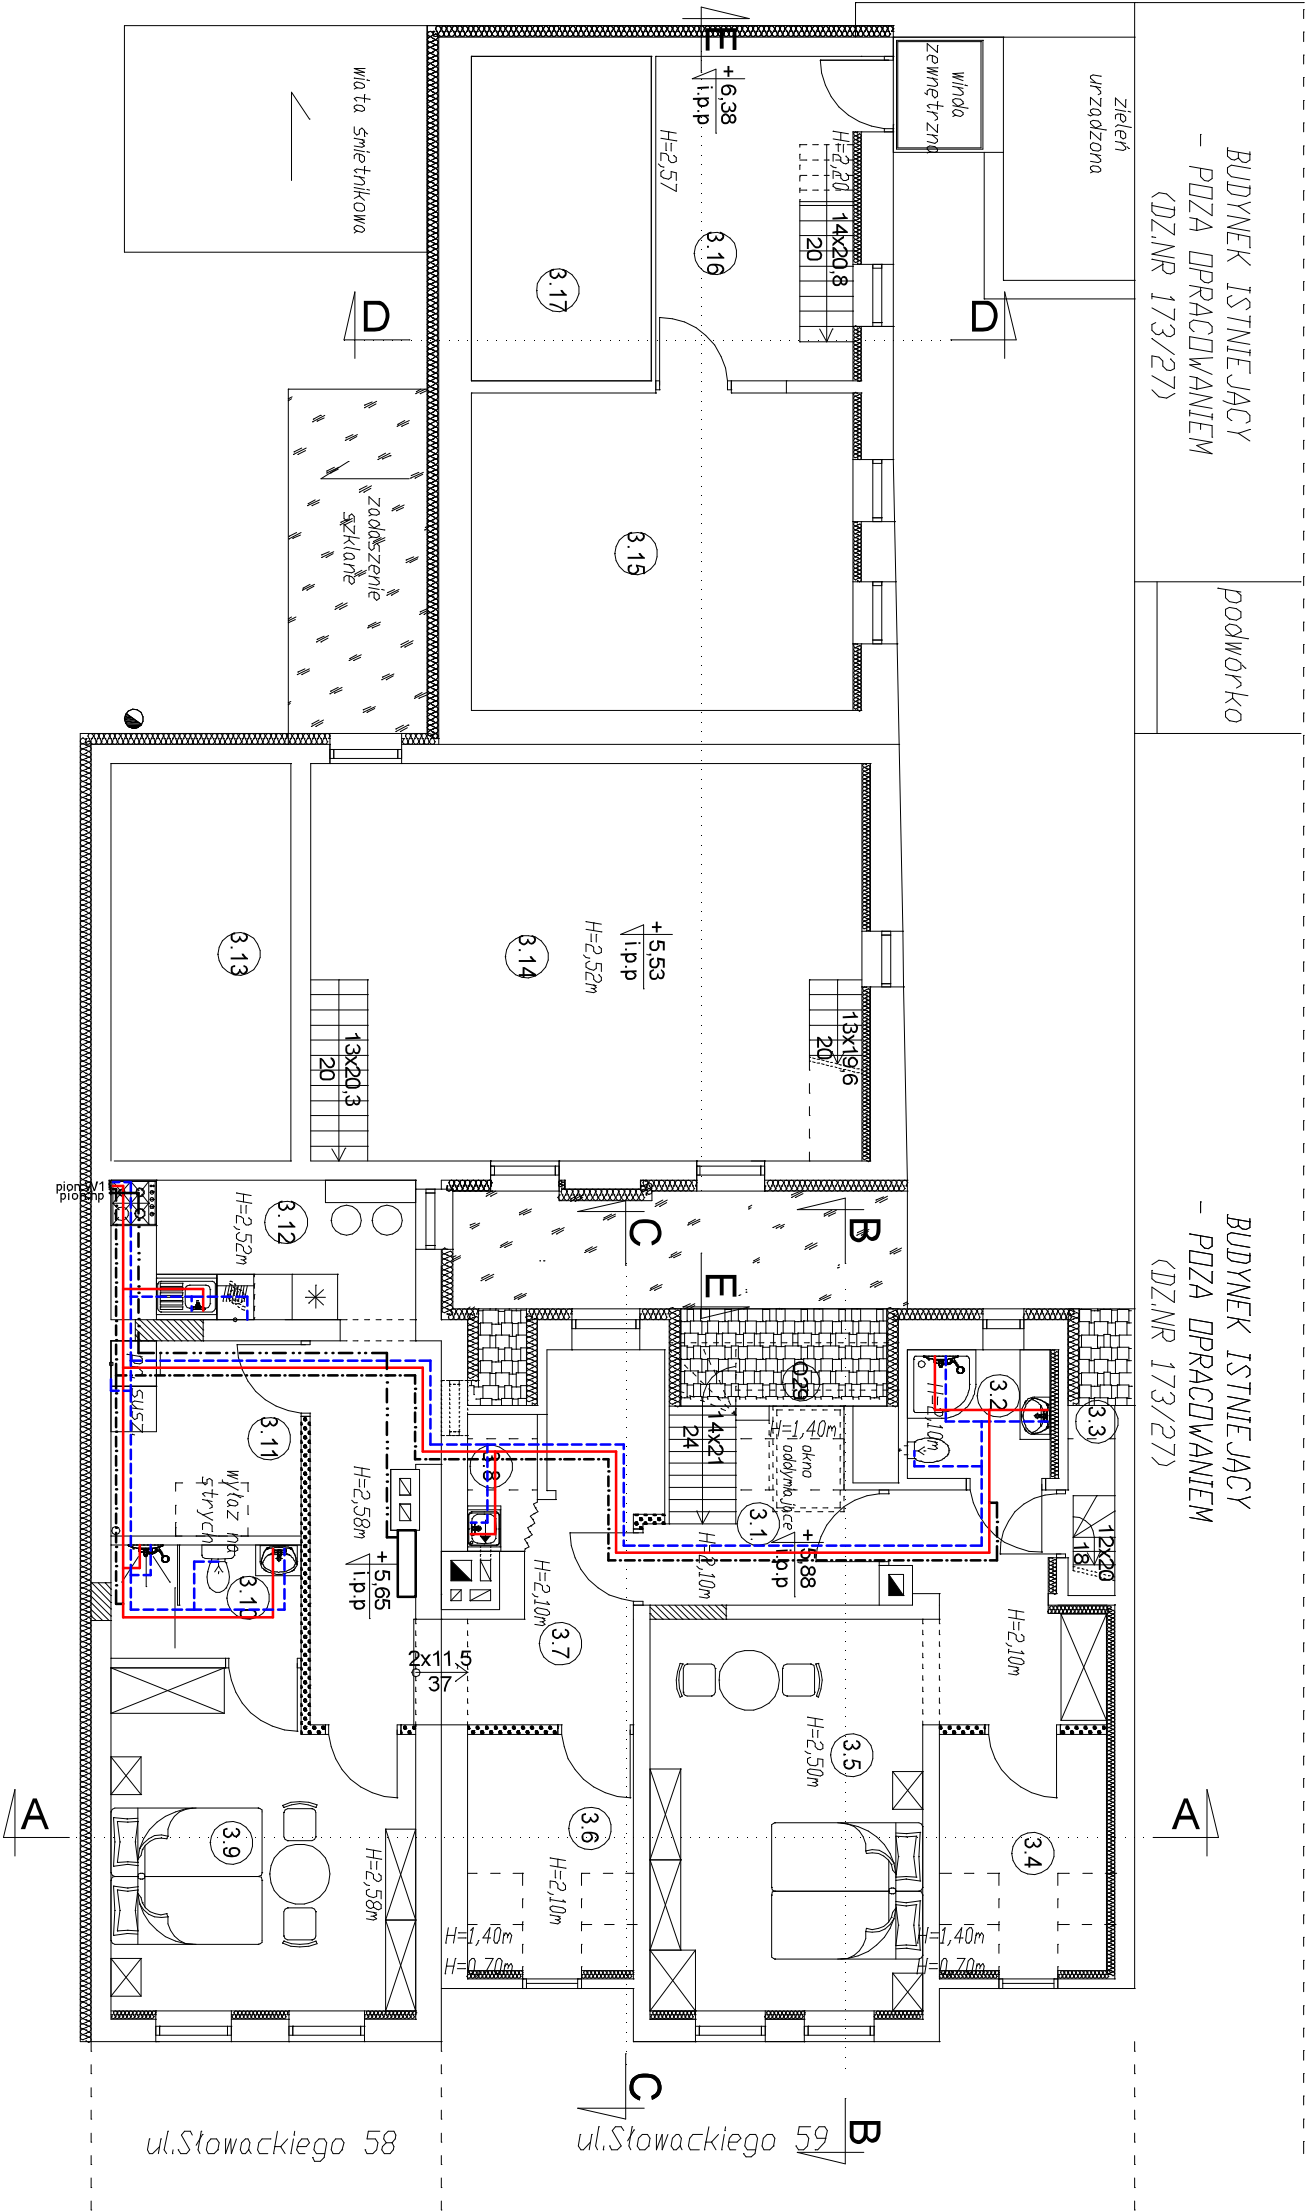 E
+ 6,38
i.p.p
winda
zewnętrzna
zieleń
urządzona
BUDYNEK ISTNIEJĄCY
- POZA OPRACOWANIEM
(DZ.NR 173/27)
wiata śmietnikowa
H=2,57
H=2,20
14x20,8
20
3.16
3.17
D
D
zadaszenie
szklane
3.15
podwórko
3.13
3.14
H=2,52m
+ 5,53
i.p.p
13x20,3
20
13x19,6
20
pion W1
3.12
H=2,52m
C
B
E
BUDYNEK ISTNIEJĄCY
- POZA OPRACOWANIEM
(DZ.NR 173/27)
029
3.2
H=2,10m
3.3
3.11
14x21
24
H=1,40m
okno
oddymiające
wyłaz na
strych
H=2,58m
3.8
3.1
+ 5,88
i.p.p
H=2,10m
12x20
18
+ 5,65
i.p.p
3.10
H=2,10m
3.7
H=2,10m
2x11,5
37
3.5
H=2,50m
A
3.9
3.6
3.4
A
H=2,58m
H=2,10m
H=1,40m
H=0,70m
H=1,40m
H=0,70m
C
B
ul.Słowackiego 58
ul.Słowackiego 59